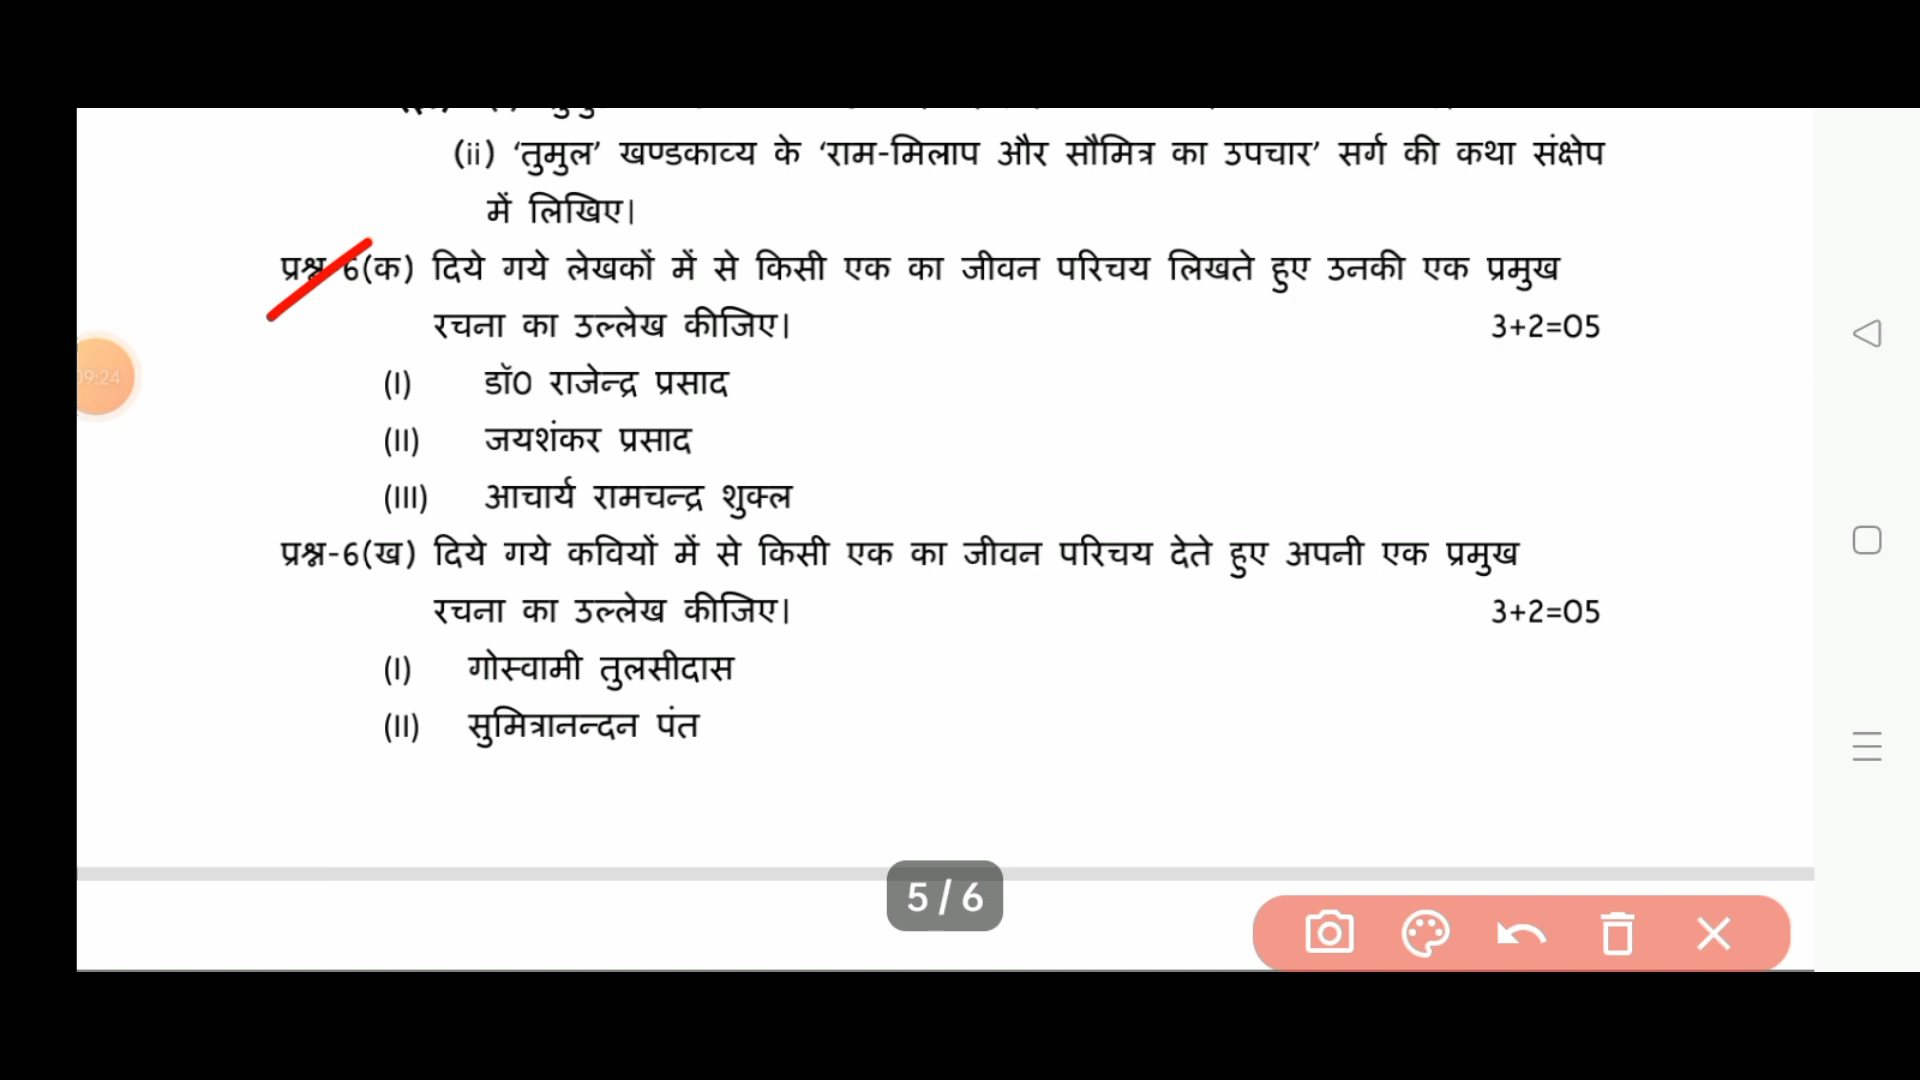 (ii) ‘तुमुल’ खण्डकाव्य के ‘राम-मिलाप और सौमित्र का उपचार’ सर्ग की कथा संक्षेप
में लिखिए।
प्रश्न-6(क) दिये गये लेखकों में से किसी एक का जीवन परिचय लिखते हुए उनकी एक प्रमुख
रचना का उल्लेख कीजिए। 3+2=05
09:24
(I) डॉ0 राजेन्द्र प्रसाद
(II) जयशंकर प्रसाद
(III) आचार्य रामचन्द्र शुक्ल
प्रश्न-6(ख) दिये गये कवियों में से किसी एक का जीवन परिचय देते हुए अपनी एक प्रमुख
रचना का उल्लेख कीजिए। 3+2=05
(I) गोस्वामी तुलसीदास
(II) सुमित्रानन्दन पंत
5 / 6